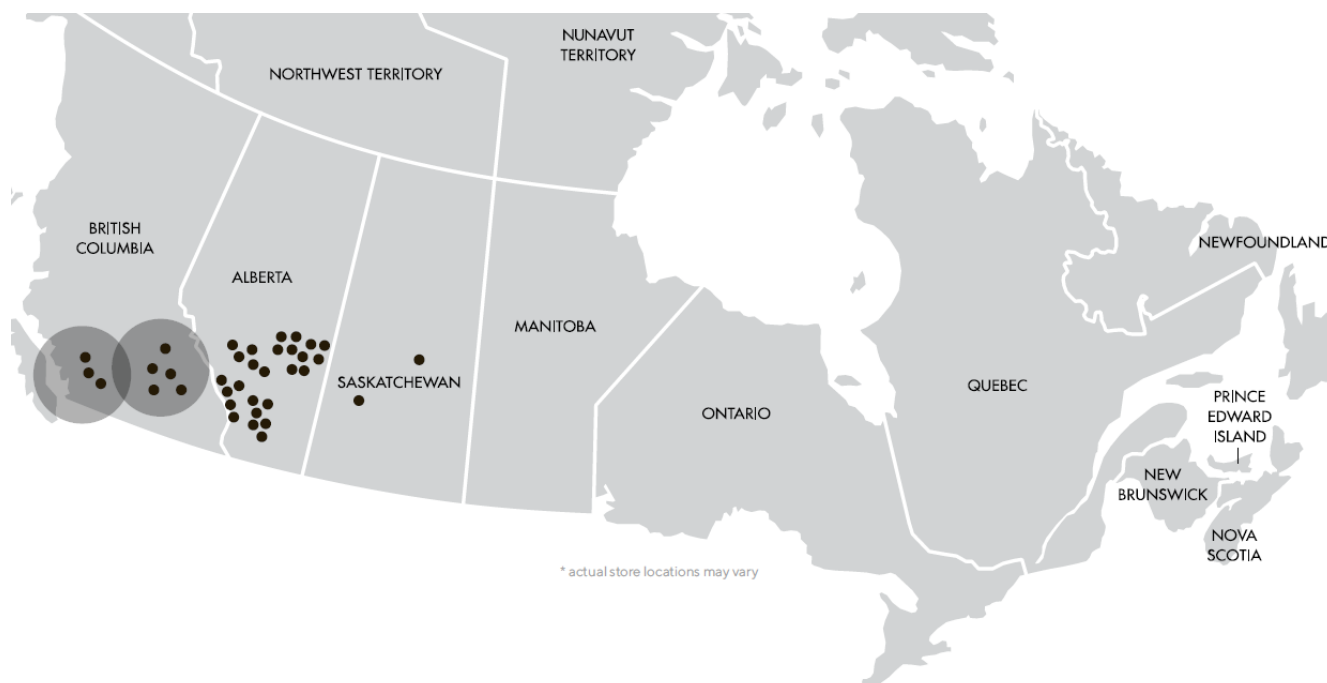 NUNAVUT
TERRITORY
NORTHWEST TERRITORY
BRITISH
COLUMBIA
NEWFOUNDLAND
ALBERTA
MANITOBA
SASKATCHEWAN
QUEBEC
ONTARIO
PRINCE
EDWARD
ISLAND
NEW
BRUNSWICK
NOVA
SCOTIA
* actual store locations may vary